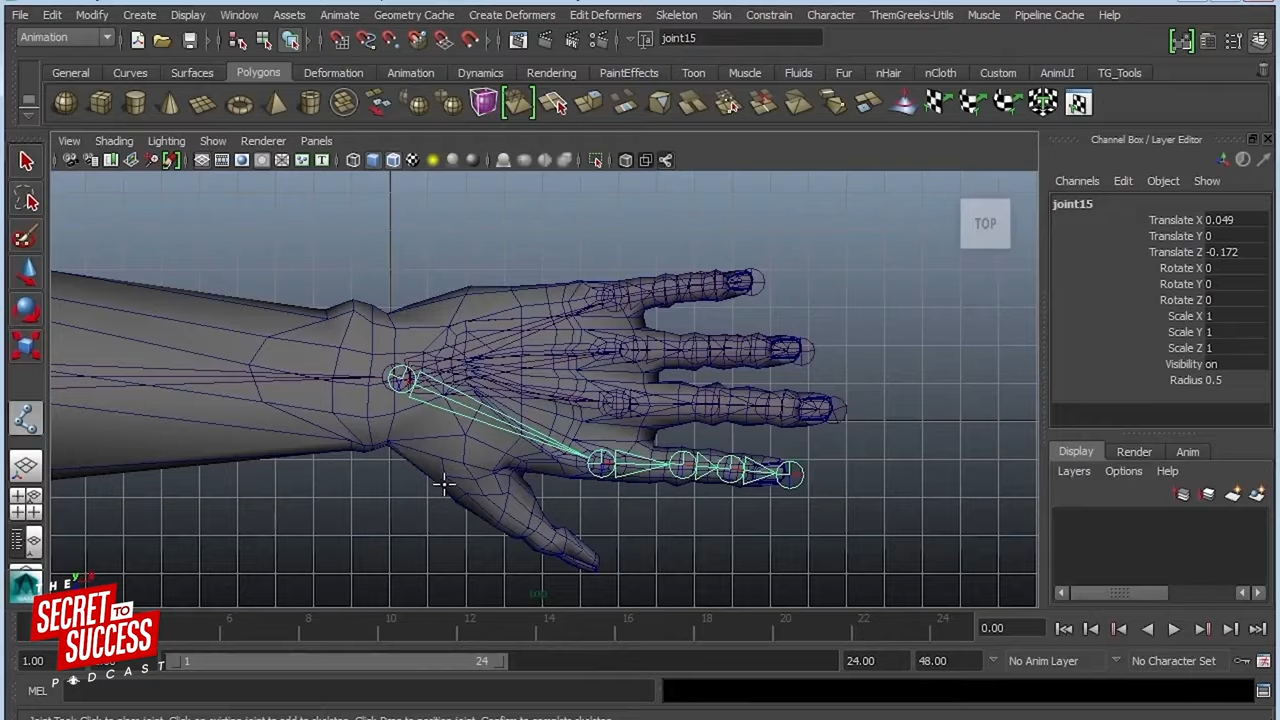 File Edit Modify Create Display Window Assets Animate Geometry Cache Create Deformers Edit Deformers Skeleton Skin Constrain Character ThemGreeks-Utils Muscle Pipeline Cache Help
Animation joint15
General Curves Surfaces Polygons Deformation Animation Dynamics Rendering PaintEffects Toon Muscle Fluids Fur nHair nCloth Custom AnimUI TG_Tools
View Shading Lighting Show Renderer Panels
Channel Box / Layer Editor
Channels Edit Object Show
joint15
Translate X 0.049
Translate Y 0
Translate Z -0.172
Rotate X 0
Rotate Y 0
Rotate Z 0
Scale X 1
Scale Y 1
Scale Z 1
Visibility on
Radius 0.5
TOP
Display Render Anim
Layers Options Help
top
THE
SECRET TO
SUCCESS
PODCAST
6 8 10 12 14 16 18 20 22 24
0.00
1.00 1 24 24.00 48.00 No Anim Layer No Character Set
MEL